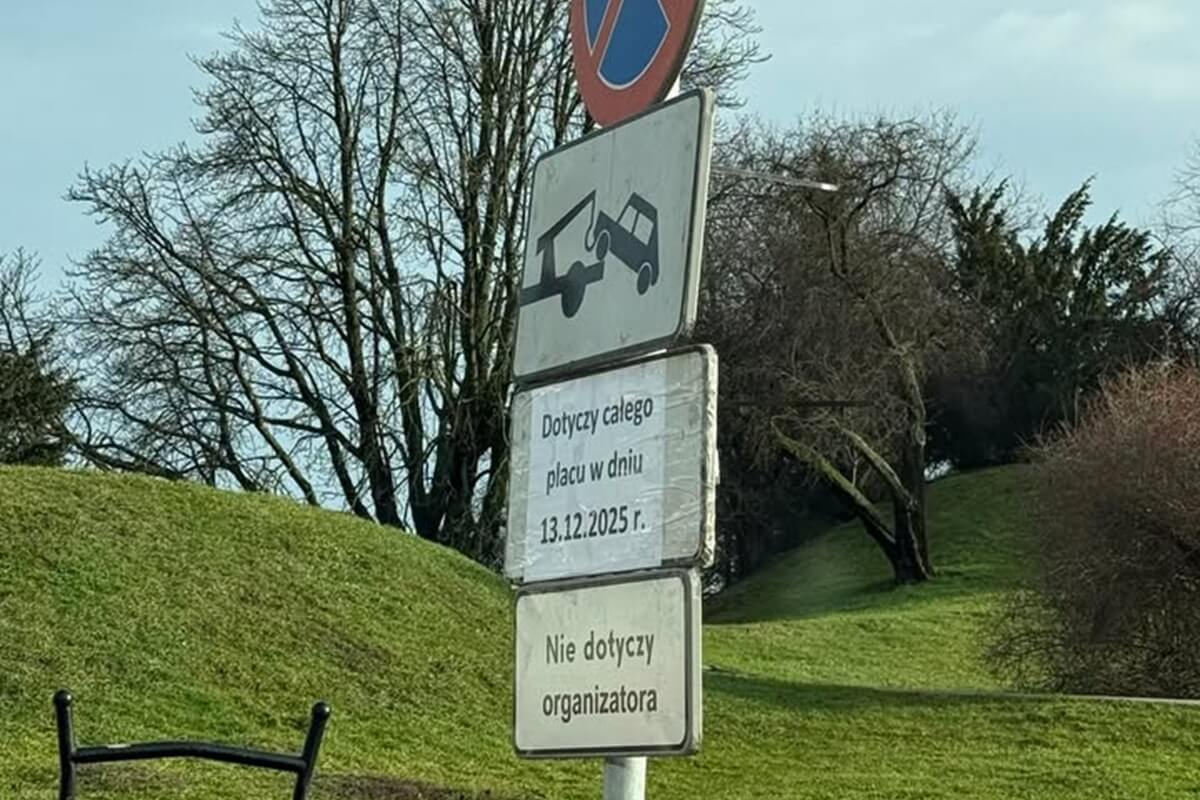 Dotyczy całego
placu w dniu
13.12.2025 r.
Nie dotyczy
organizatora